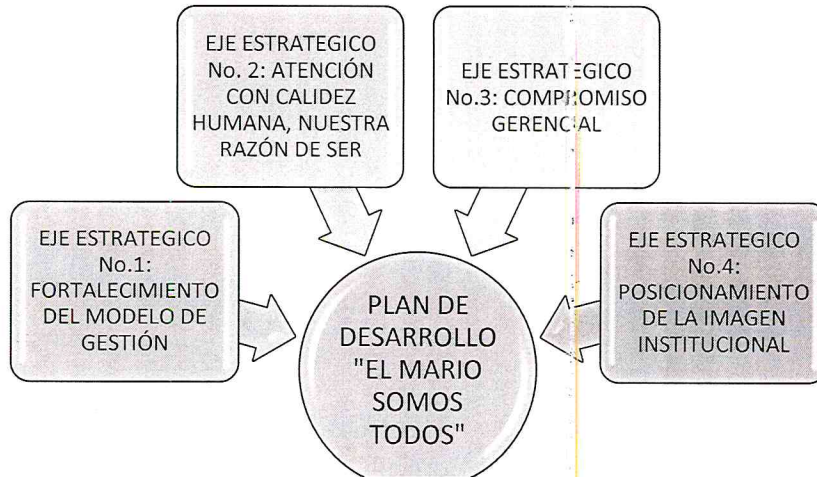 EJE ESTRATEGICO
No. 2: ATENCIÓN
CON CALIDEZ
HUMANA, NUESTRA
RAZÓN DE SER
EJE ESTRATEGICO
No.3: COMPROMISO
GERENCIAL
EJE ESTRATEGICO
No.1:
FORTALECIMIENTO
DEL MODELO DE
GESTIÓN
EJE ESTRATEGICO
No.4:
POSICIONAMIENTO
DE LA IMAGEN
INSTITUCIONAL
PLAN DE
DESARROLLO
"EL MARIO
SOMOS
TODOS"